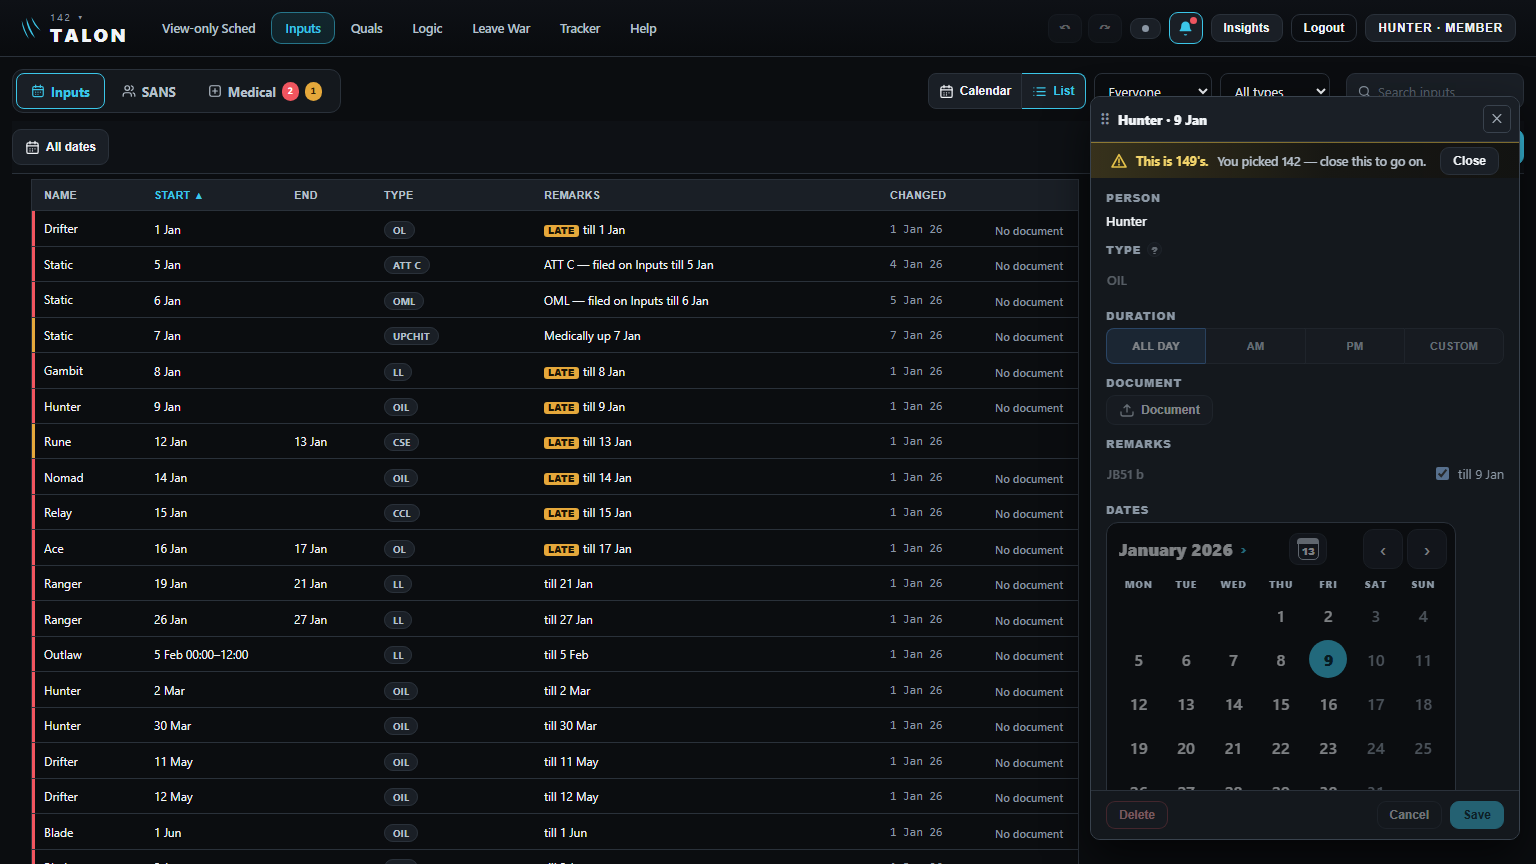 142
TALON
View-only Sched
Inputs
Quals
Logic
Leave War
Tracker
Help
Insights
Logout
HUNTER · MEMBER
Inputs
SANS
Medical 2 1
Calendar
List
Everyone
All types
Search inputs
All dates
NAME START ▲ END TYPE REMARKS CHANGED
Drifter 1 Jan OL LATE till 1 Jan 1 Jan 26 No document
Static 5 Jan ATT C ATT C — filed on Inputs till 5 Jan 4 Jan 26 No document
Static 6 Jan OML OML — filed on Inputs till 6 Jan 5 Jan 26 No document
Static 7 Jan UPCHIT Medically up 7 Jan 7 Jan 26 No document
Gambit 8 Jan LL LATE till 8 Jan 1 Jan 26 No document
Hunter 9 Jan OIL LATE till 9 Jan 1 Jan 26 No document
Rune 12 Jan 13 Jan CSE LATE till 13 Jan 1 Jan 26
Nomad 14 Jan OIL LATE till 14 Jan 1 Jan 26 No document
Relay 15 Jan CCL LATE till 15 Jan 1 Jan 26 No document
Ace 16 Jan 17 Jan OL LATE till 17 Jan 1 Jan 26 No document
Ranger 19 Jan 21 Jan LL till 21 Jan 1 Jan 26 No document
Ranger 26 Jan 27 Jan LL till 27 Jan 1 Jan 26 No document
Outlaw 5 Feb 00:00–12:00 LL till 5 Feb 1 Jan 26 No document
Hunter 2 Mar OIL till 2 Mar 1 Jan 26 No document
Hunter 30 Mar OIL till 30 Mar 1 Jan 26 No document
Drifter 11 May OIL till 11 May 1 Jan 26 No document
Drifter 12 May OIL till 12 May 1 Jan 26 No document
Blade 1 Jun OIL till 1 Jun 1 Jan 26 No document
Hunter · 9 Jan
This is 149's. You picked 142 — close this to go on. Close
PERSON
Hunter
TYPE ?
OIL
DURATION
ALL DAY AM PM CUSTOM
DOCUMENT
Document
REMARKS
JB51 b till 9 Jan
DATES
January 2026 › 13 ‹ ›
MON TUE WED THU FRI SAT SUN
1 2 3 4
5 6 7 8 9 10 11
12 13 14 15 16 17 18
19 20 21 22 23 24 25
Delete Cancel Save